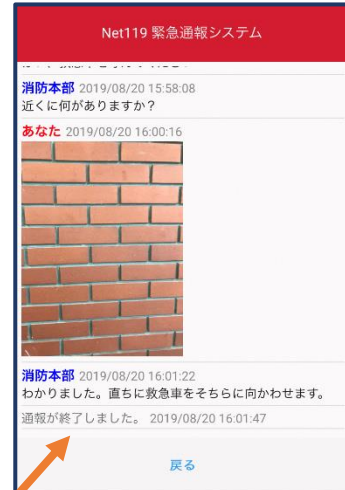 Net119 緊急通報システム
消防本部 2019/08/20 15:58:08
近くに何がありますか？
あなた 2019/08/20 16:00:16
消防本部 2019/08/20 16:01:22
わかりました。直ちに救急車をそちらに向かわせます。
通報が終了しました。 2019/08/20 16:01:47
戻る